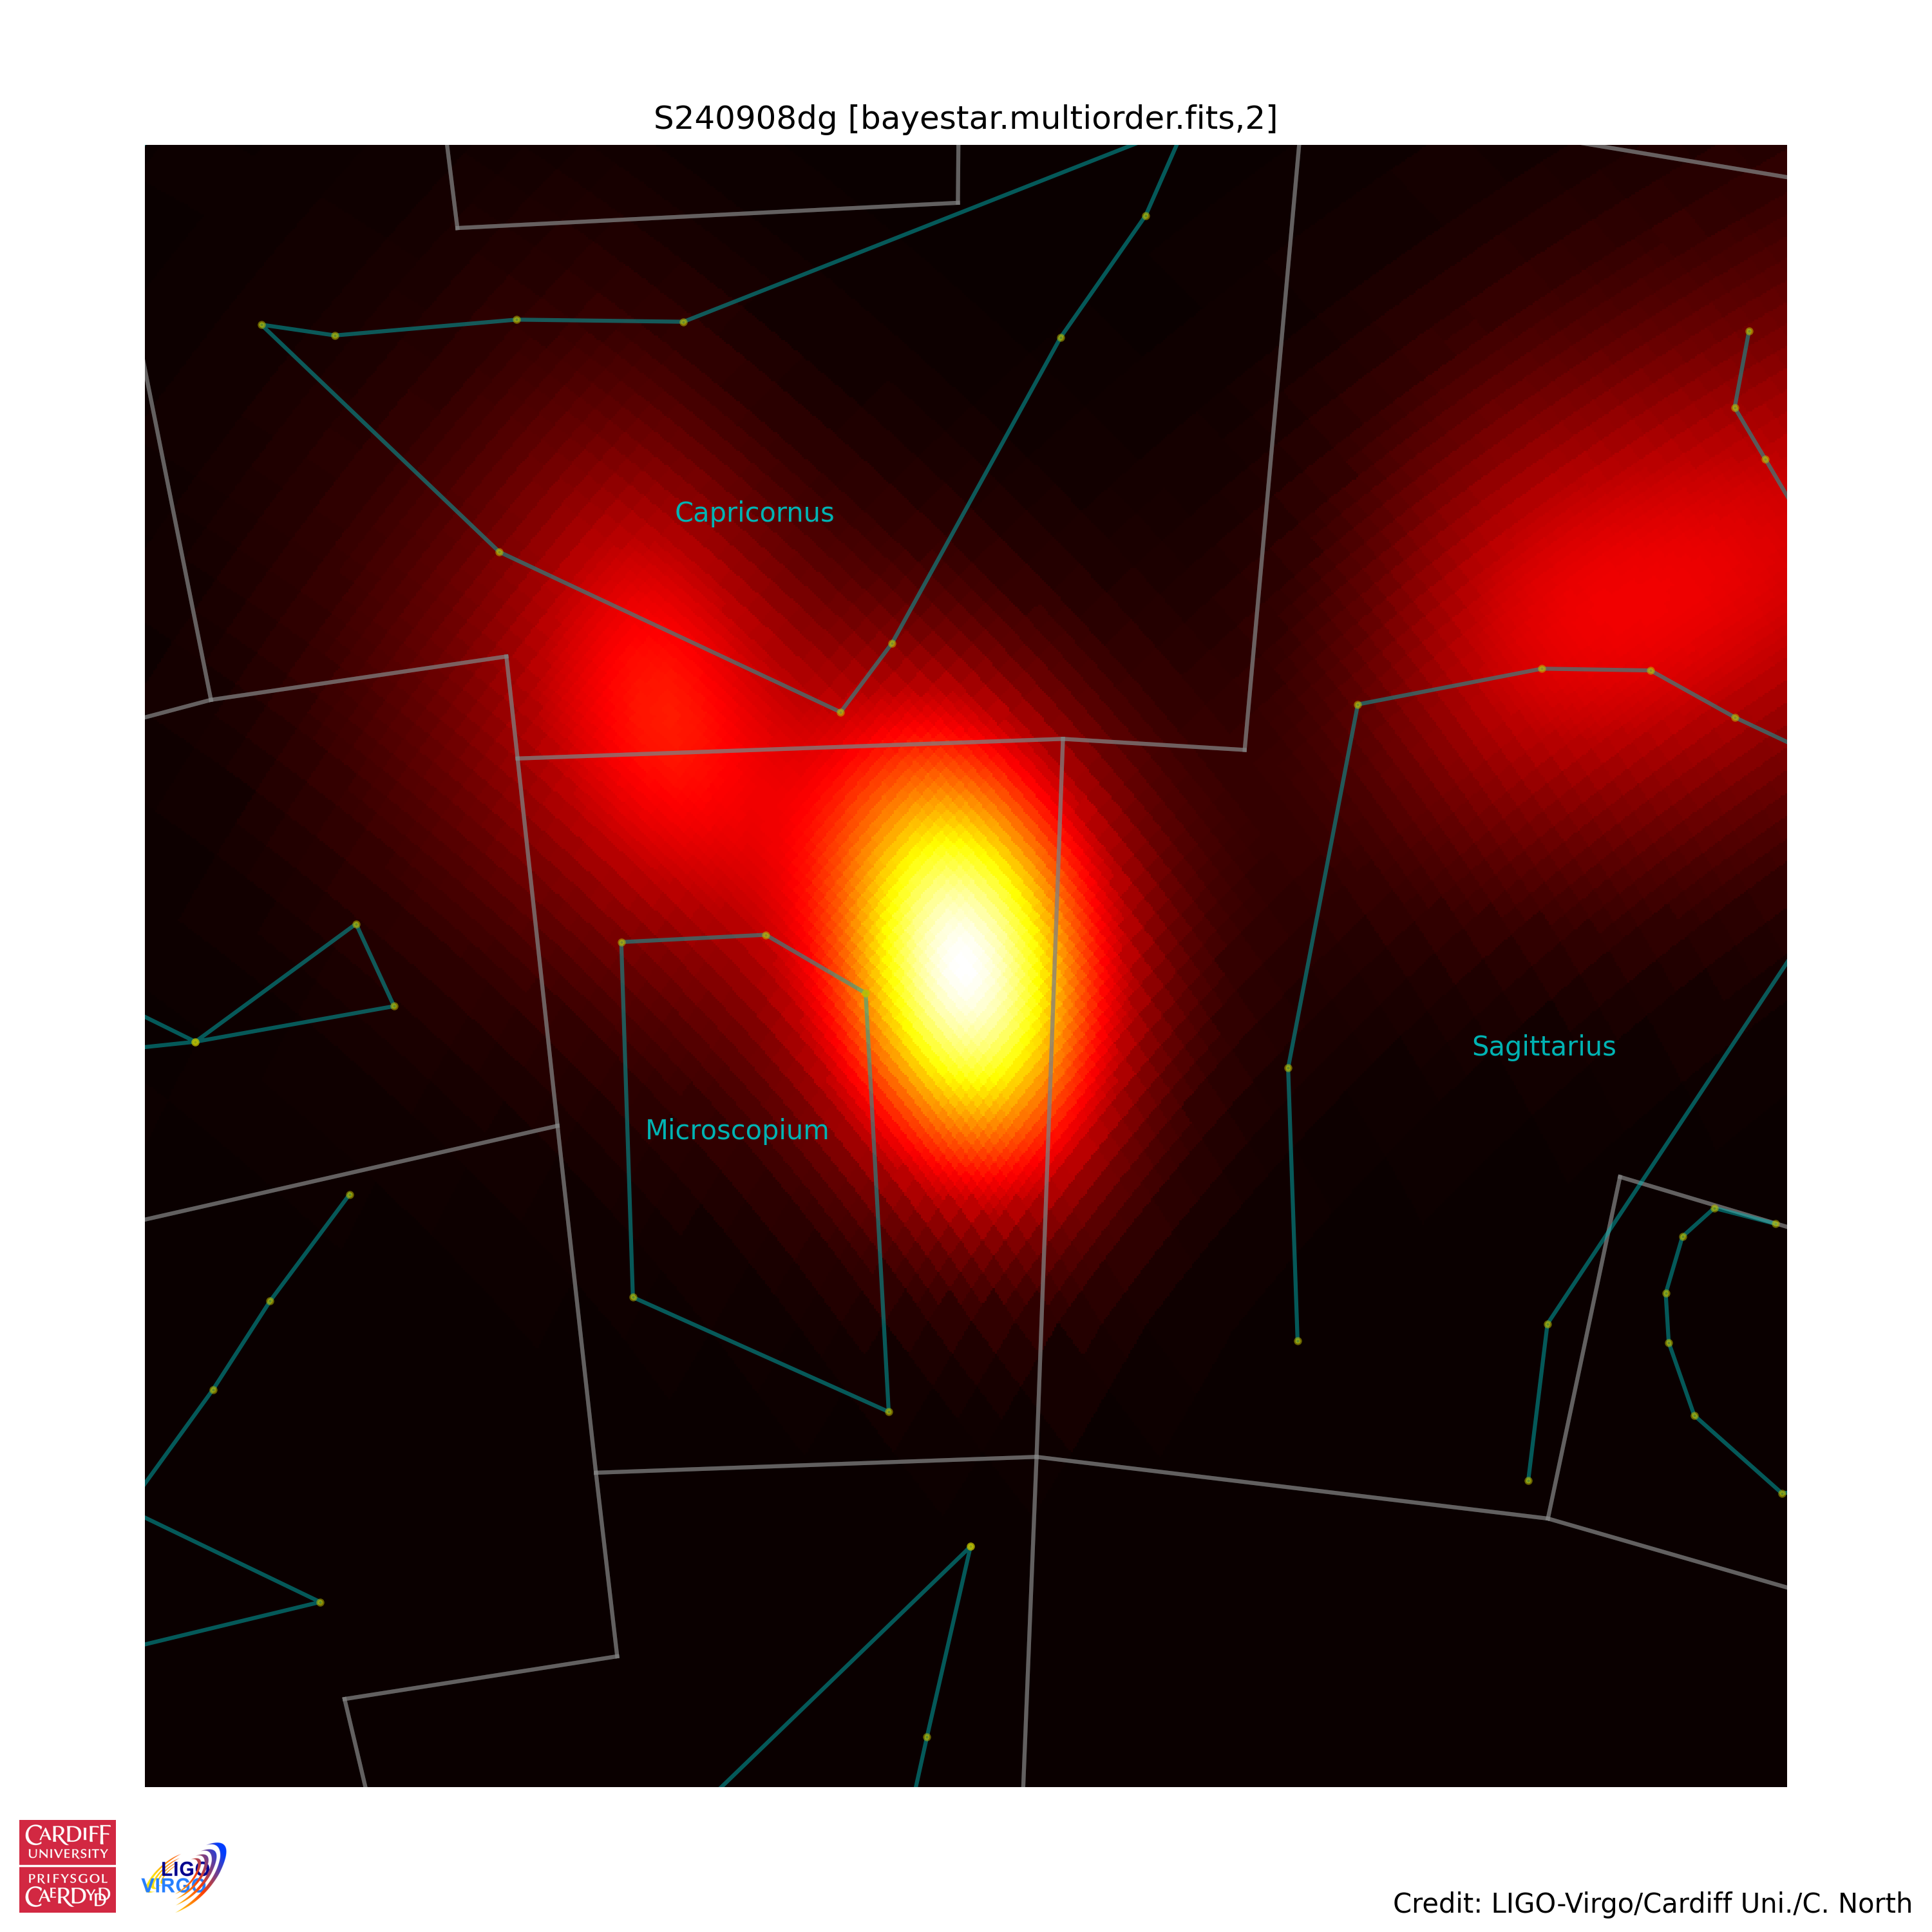 S240908dg [bayestar.multiorder.fits,2]
Capricornus
Sagittarius
Microscopium
CARDIFF
UNIVERSITY
PRIFYSGOL
CAERDYDD
LIGO
VIRGO
Credit: LIGO-Virgo/Cardiff Uni./C. North